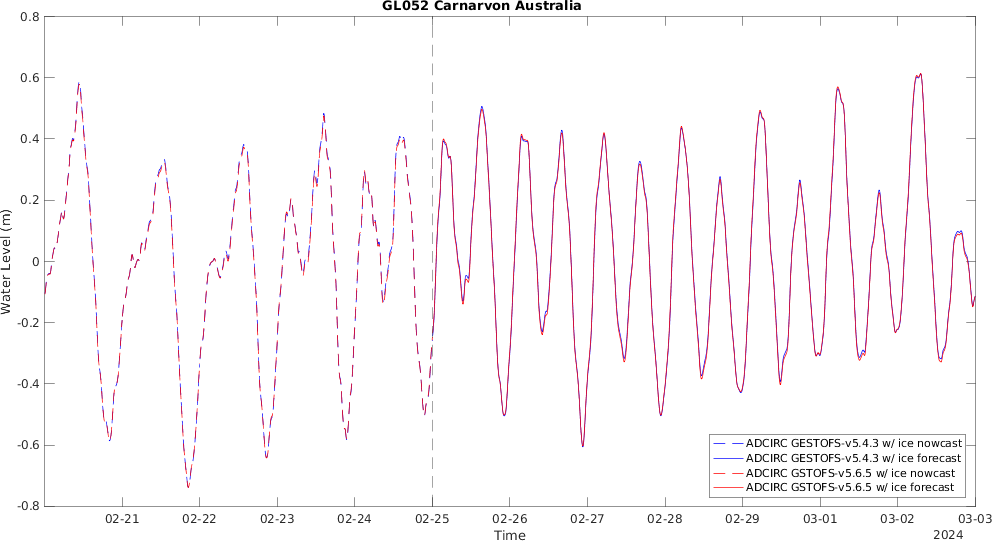 GL052 Carnarvon Australia
0.8
0.6
0.4
0.2
0
-0.2
-0.4
-0.6
-0.8
Water Level (m)
02-21 02-22 02-23 02-24 02-25 02-26 02-27 02-28 02-29 03-01 03-02 03-03
Time
2024
ADCIRC GESTOFS-v5.4.3 w/ ice nowcast
ADCIRC GESTOFS-v5.4.3 w/ ice forecast
ADCIRC GSTOFS-v5.6.5 w/ ice nowcast
ADCIRC GSTOFS-v5.6.5 w/ ice forecast